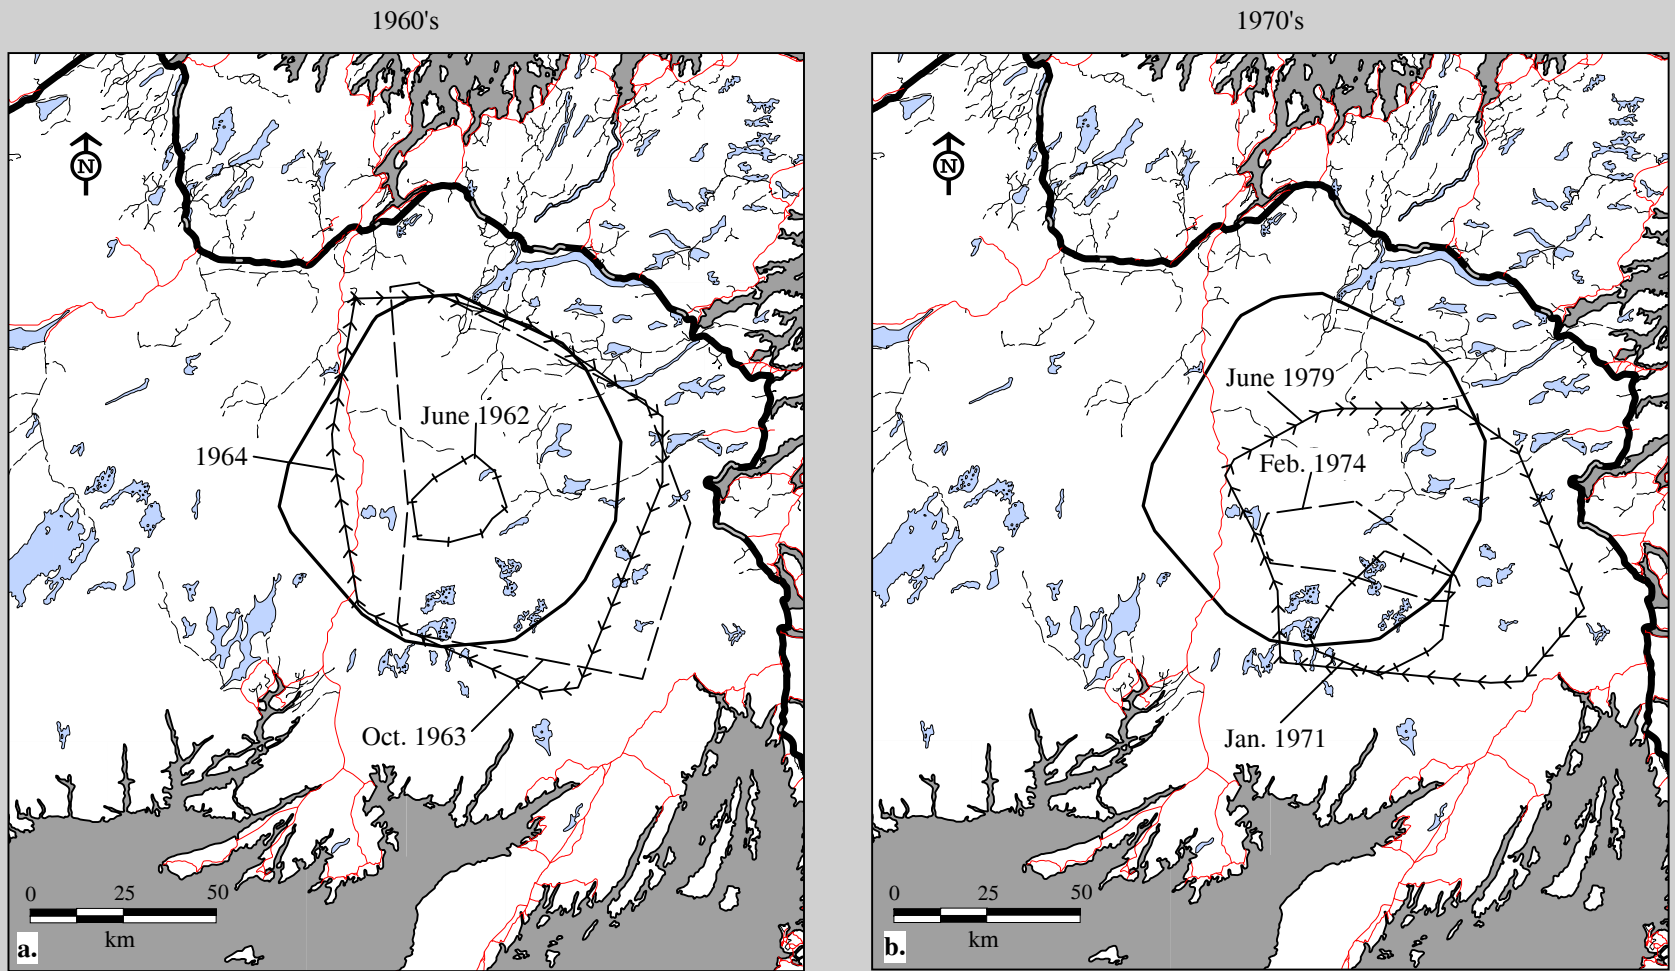 1960's
1970's
N
June 1962
1964
Oct. 1963
0 25 50
km
a.
N
June 1979
Feb. 1974
Jan. 1971
0 25 50
km
b.